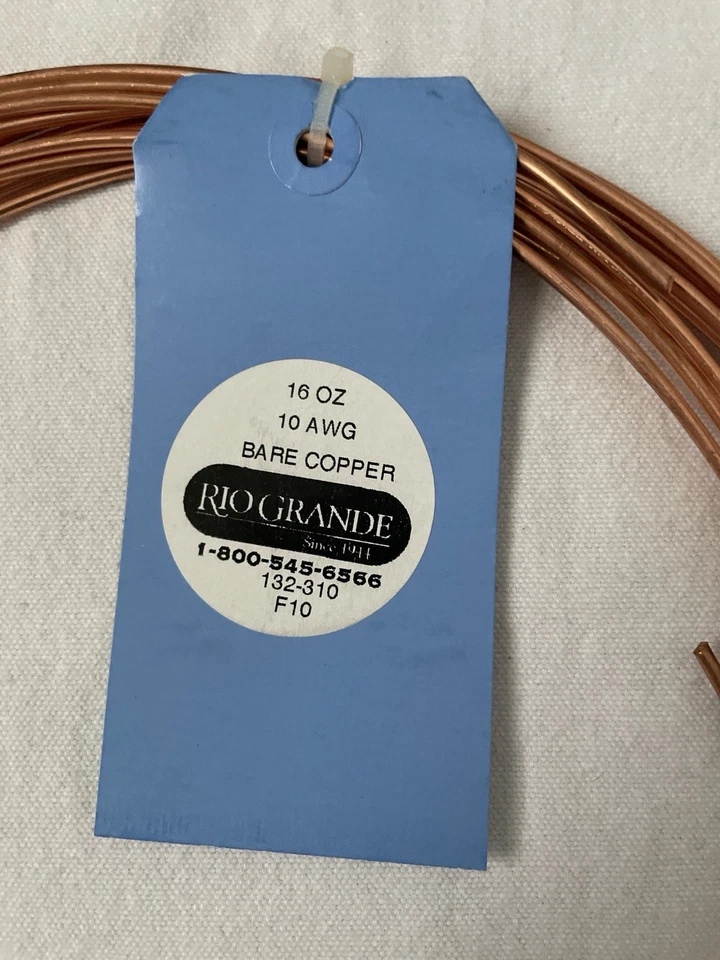 16 OZ
10 AWG
BARE COPPER
RIO GRANDE
Since 1944
1-800-545-6566
132-310
F10